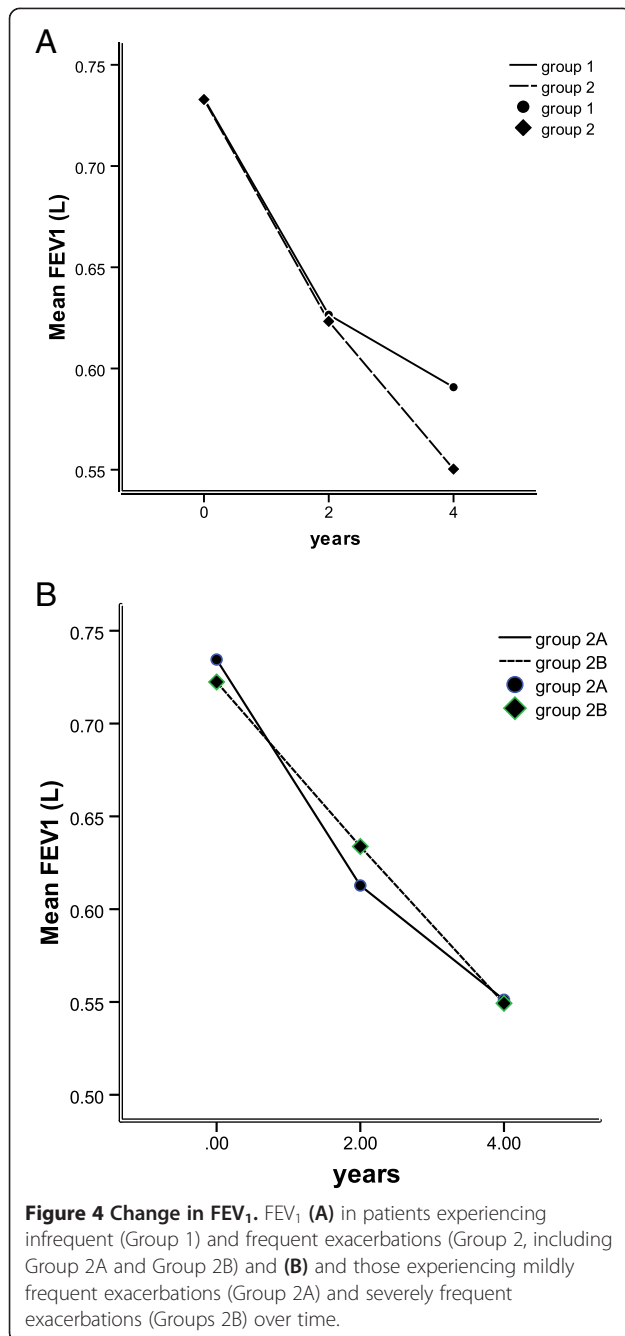 A
0.75
0.70
0.65
0.60
0.55
Mean FEV1 (L)
group 1
group 2
group 1
group 2
0 2 4
years
B
0.75
0.70
0.65
0.60
0.55
0.50
Mean FEV1 (L)
group 2A
group 2B
group 2A
group 2B
.00 2.00 4.00
years
Figure 4 Change in FEV₁. FEV₁ (A) in patients experiencing
infrequent (Group 1) and frequent exacerbations (Group 2, including
Group 2A and Group 2B) and (B) and those experiencing mildly
frequent exacerbations (Group 2A) and severely frequent
exacerbations (Groups 2B) over time.